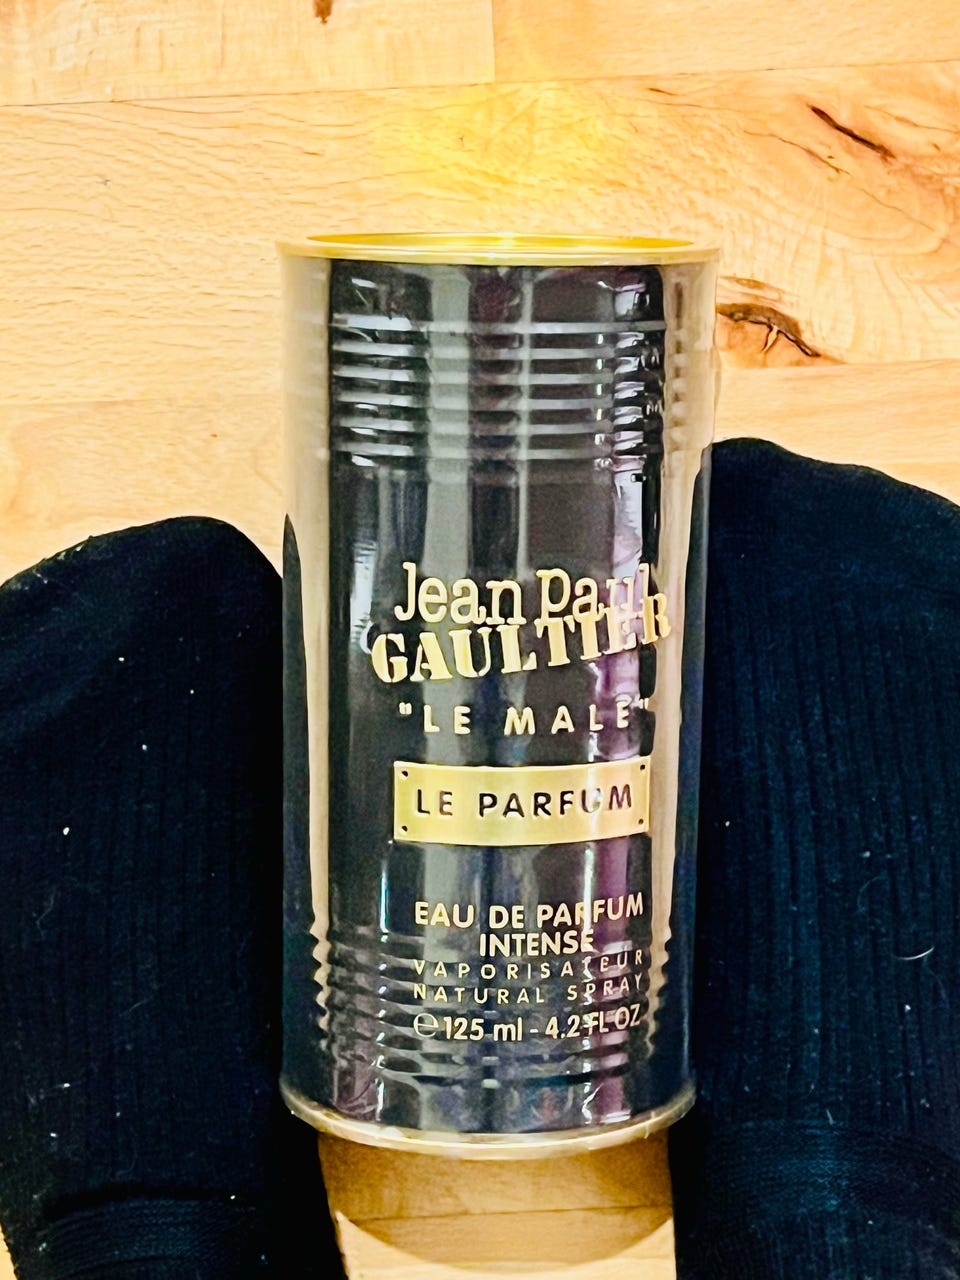 Jean Paul
GAULTIER
"LE MALE"
LE PARFUM
EAU DE PARFUM
INTENSE
VAPORISATEUR
NATURAL SPRAY
℮125 ml - 4.2 FL OZ